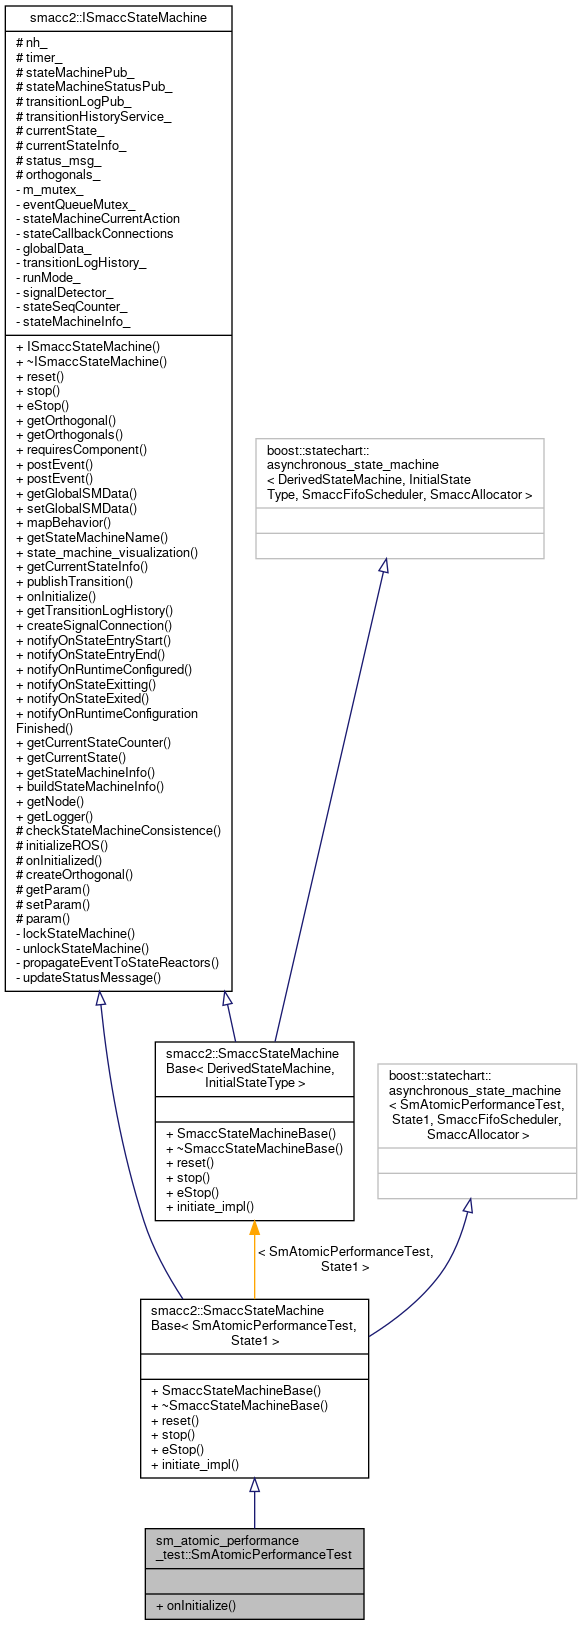 smacc2::ISmaccStateMachine
# nh_
# timer_
# stateMachinePub_
# stateMachineStatusPub_
# transitionLogPub_
# transitionHistoryService_
# currentState_
# currentStateInfo_
# status_msg_
# orthogonals_
- m_mutex_
- eventQueueMutex_
- stateMachineCurrentAction
- stateCallbackConnections
- globalData_
- transitionLogHistory_
- runMode_
- signalDetector_
- stateSeqCounter_
- stateMachineInfo_
+ ISmaccStateMachine()
+ ~ISmaccStateMachine()
+ reset()
+ stop()
+ eStop()
+ getOrthogonal()
+ getOrthogonals()
+ requiresComponent()
+ postEvent()
+ postEvent()
+ getGlobalSMData()
+ setGlobalSMData()
+ mapBehavior()
+ getStateMachineName()
+ state_machine_visualization()
+ getCurrentStateInfo()
+ publishTransition()
+ onInitialize()
+ getTransitionLogHistory()
+ createSignalConnection()
+ notifyOnStateEntryStart()
+ notifyOnStateEntryEnd()
+ notifyOnRuntimeConfigured()
+ notifyOnStateExitting()
+ notifyOnStateExited()
+ notifyOnRuntimeConfiguration
Finished()
+ getCurrentStateCounter()
+ getCurrentState()
+ getStateMachineInfo()
+ buildStateMachineInfo()
+ getNode()
+ getLogger()
# checkStateMachineConsistence()
# initializeROS()
# onInitialized()
# createOrthogonal()
# getParam()
# setParam()
# param()
- lockStateMachine()
- unlockStateMachine()
- propagateEventToStateReactors()
- updateStatusMessage()
boost::statechart::
asynchronous_state_machine
< DerivedStateMachine, InitialState
Type, SmaccFifoScheduler, SmaccAllocator >
smacc2::SmaccStateMachine
Base< DerivedStateMachine,
InitialStateType >
+ SmaccStateMachineBase()
+ ~SmaccStateMachineBase()
+ reset()
+ stop()
+ eStop()
+ initiate_impl()
boost::statechart::
asynchronous_state_machine
< SmAtomicPerformanceTest,
State1, SmaccFifoScheduler,
SmaccAllocator >
< SmAtomicPerformanceTest,
State1 >
smacc2::SmaccStateMachine
Base< SmAtomicPerformanceTest,
State1 >
+ SmaccStateMachineBase()
+ ~SmaccStateMachineBase()
+ reset()
+ stop()
+ eStop()
+ initiate_impl()
sm_atomic_performance
_test::SmAtomicPerformanceTest
+ onInitialize()